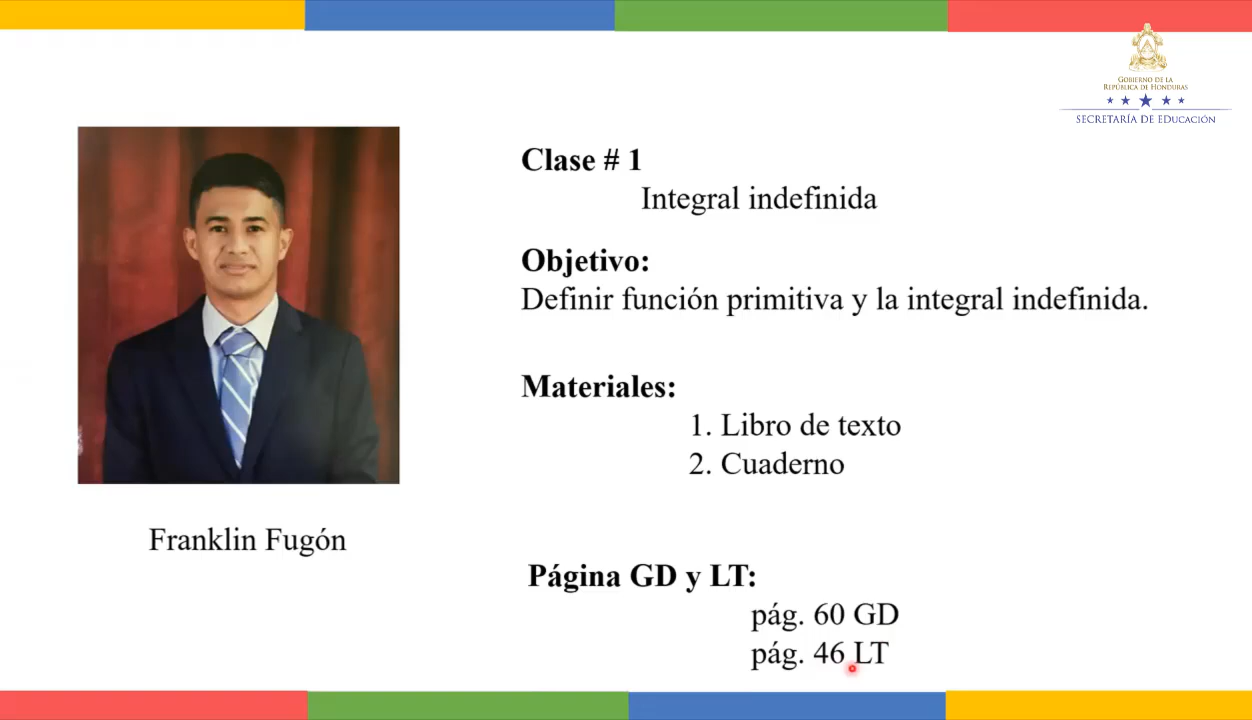 GOBIERNO DE LA
REPÚBLICA DE HONDURAS
SECRETARÍA DE EDUCACIÓN
Clase # 1
Integral indefinida
Objetivo:
Definir función primitiva y la integral indefinida.
Materiales:
1. Libro de texto
2. Cuaderno
Franklin Fugón
Página GD y LT:
pág. 60 GD
pág. 46 LT